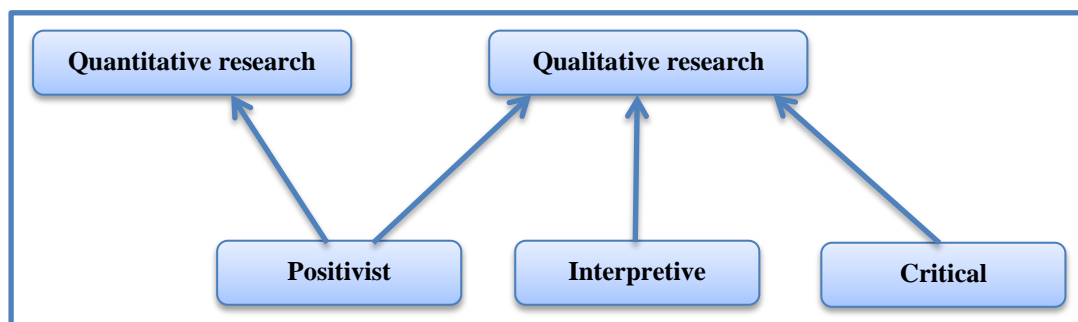 Quantitative research
Qualitative research
Positivist
Interpretive
Critical